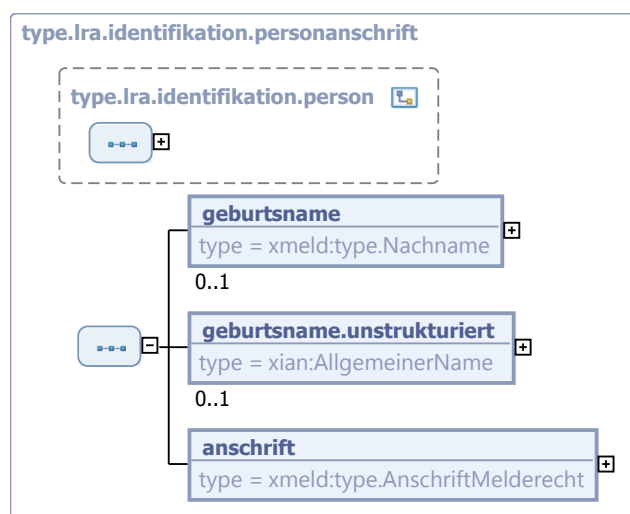 type.lra.identifikation.personanschrift
type.lra.identifikation.person
geburtsname
type = xmeld:type.Nachname
0..1
geburtsname.unstrukturiert
type = xian:AllgemeinerName
0..1
anschrift
type = xmeld:type.AnschriftMelderecht